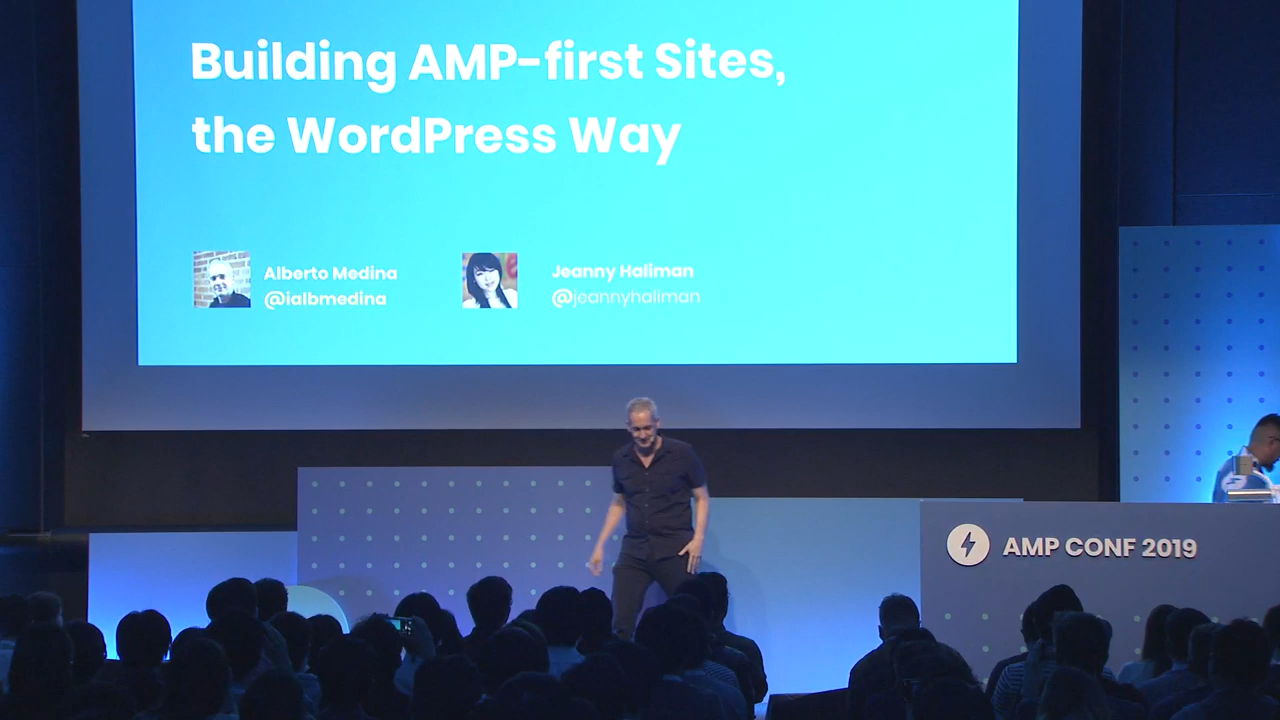 Building AMP-first Sites,
the WordPress Way
Alberto Medina
@ialbmedina
Jeanny Haliman
@jeannyhaliman
AMP CONF 2019